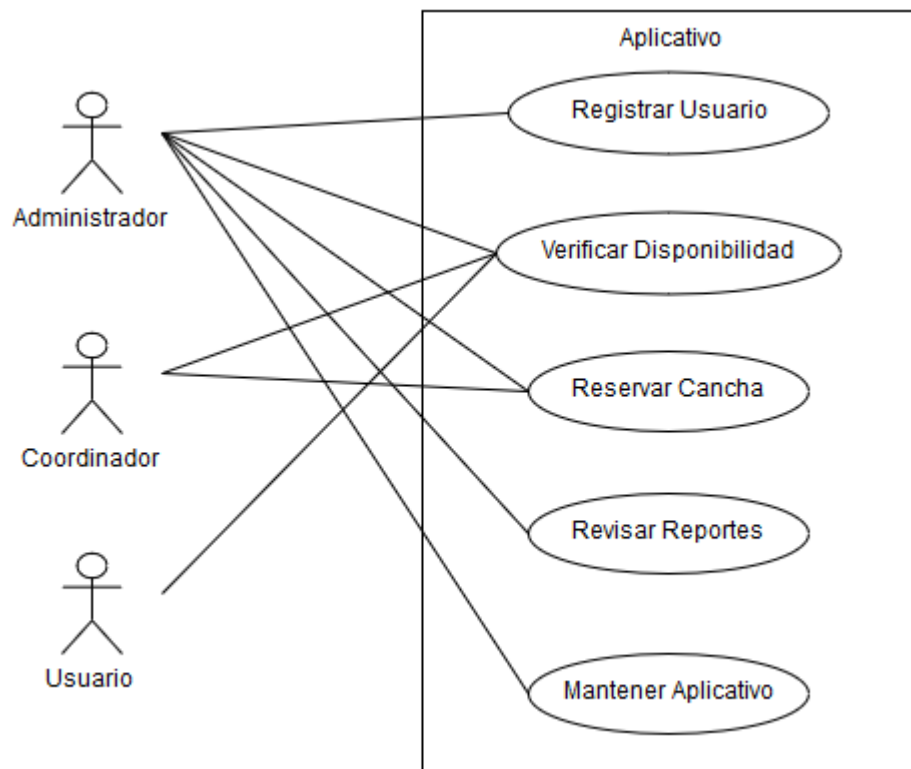 Aplicativo
Registrar Usuario
Administrador
Verificar Disponibilidad
Reservar Cancha
Coordinador
Revisar Reportes
Usuario
Mantener Aplicativo